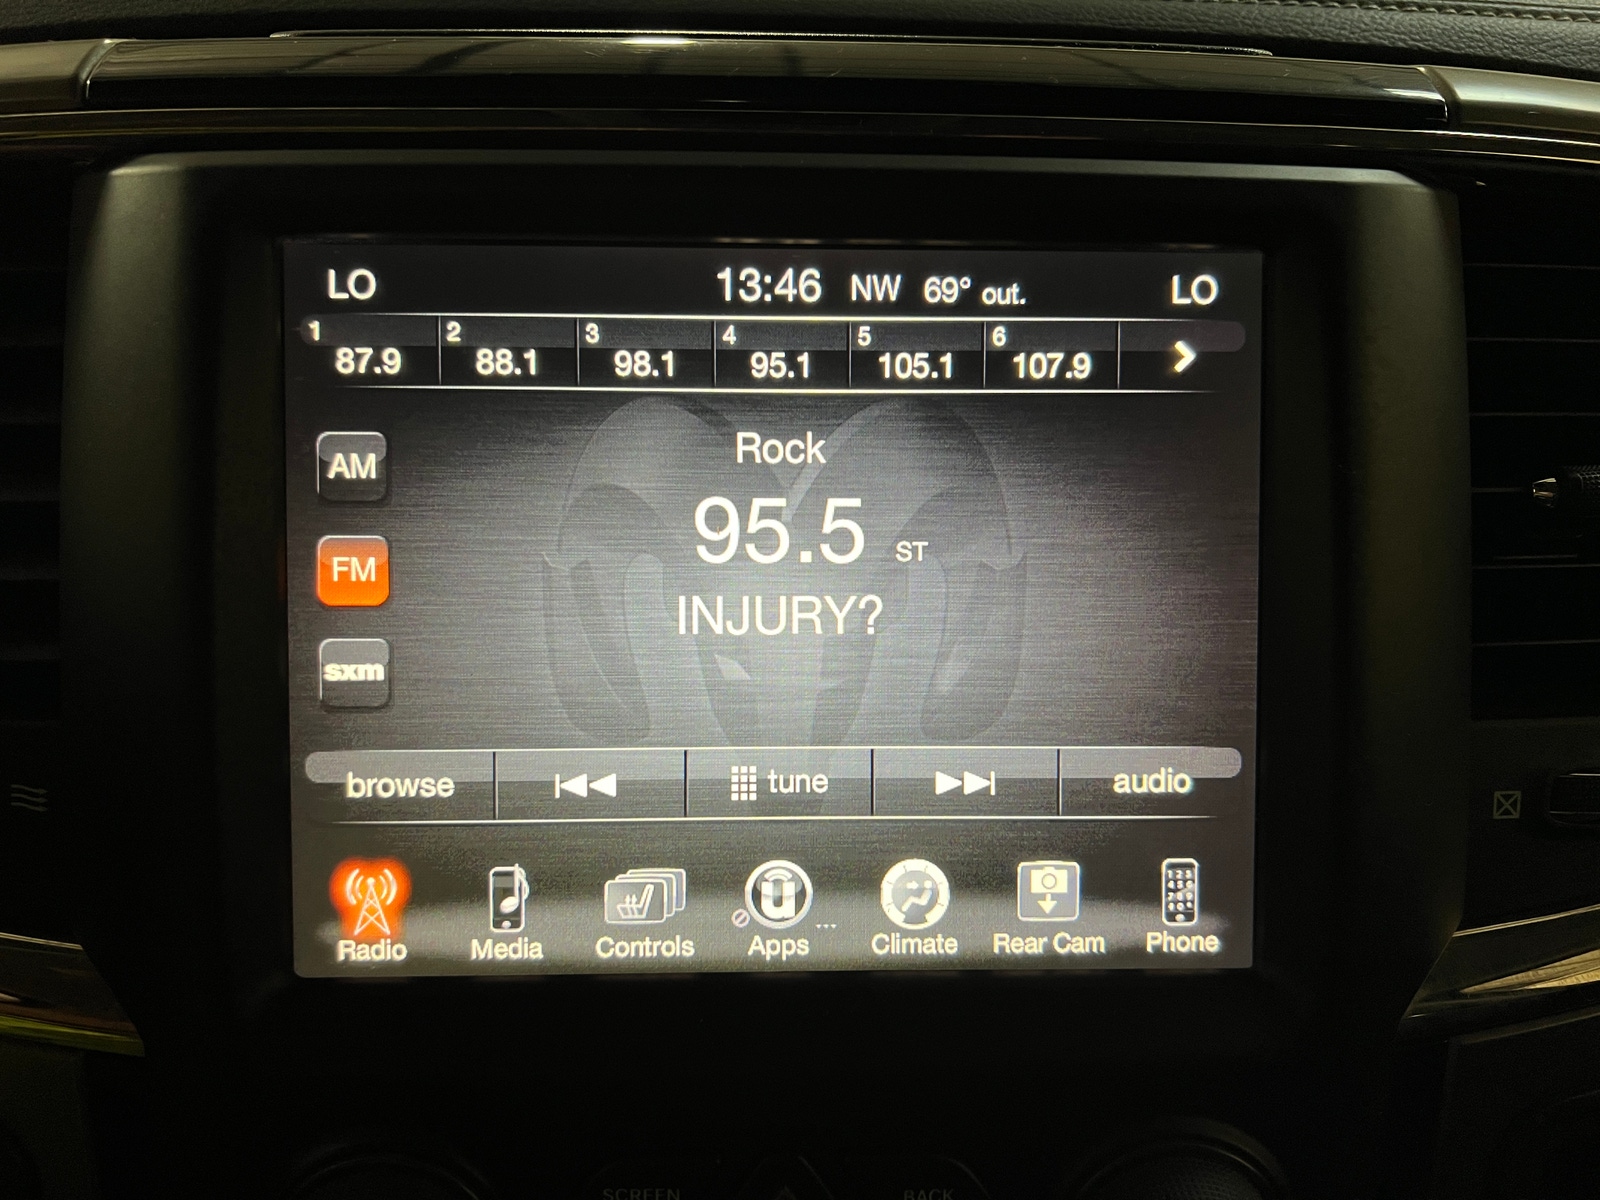 LO 13:46 NW 69° out. LO
1 2 3 4 5 6
87.9 88.1 98.1 95.1 105.1 107.9
AM
Rock
95.5 ST
FM
INJURY?
sxm
browse tune audio
Radio Media Controls Apps ... Climate Rear Cam Phone
SCREEN BACK